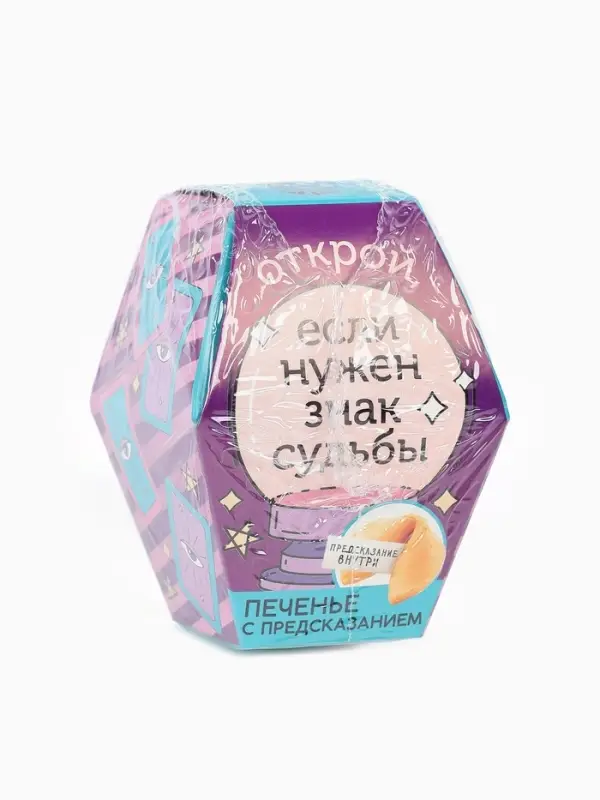 открой,
если
нужен
знак
судьбы
ПРЕДСКАЗАНИЕ
ВНУТРИ
ПЕЧЕНЬЕ
С ПРЕДСКАЗАНИЕМ